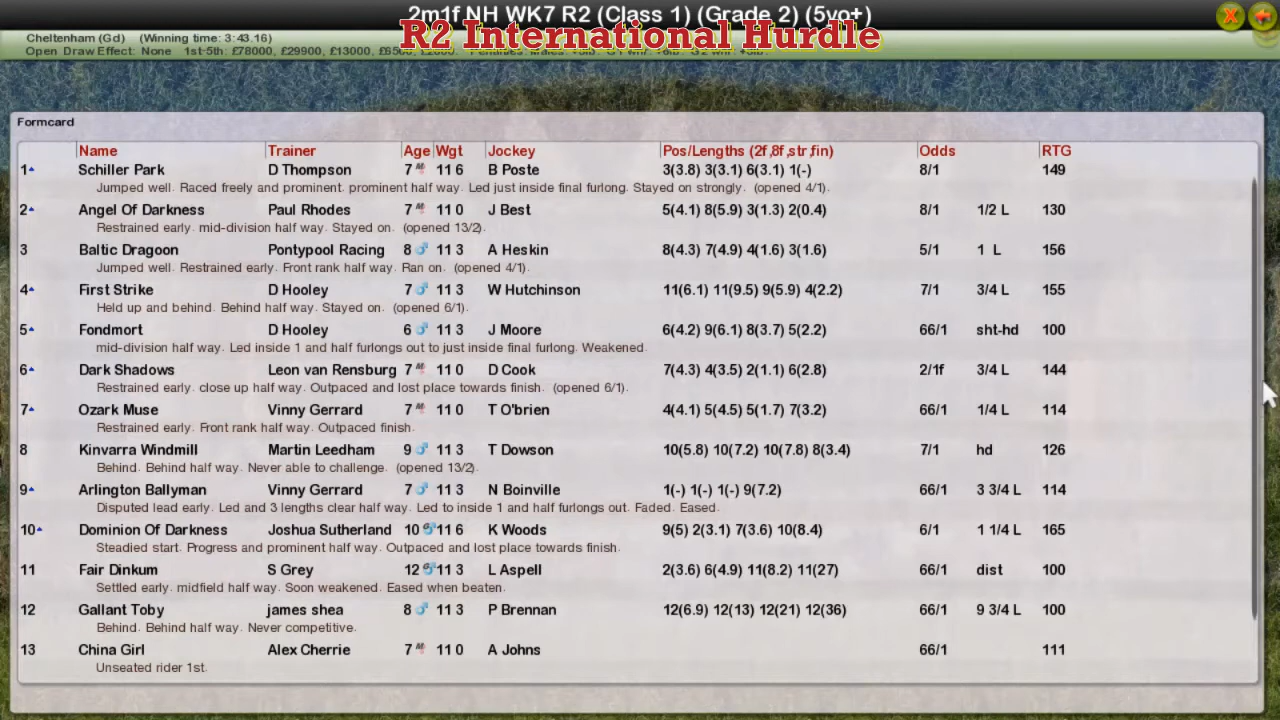 2m1f NH WK7 R2 (Class 1) (Grade 2) (5yo+)
R2 International Hurdle
Cheltenham (Gd) (Winning time: 3:43.16)
Open Draw Effect: None 1st-5th: £78000, £29900, £13000,
Formcard
Name Trainer Age Wgt Jockey Pos/Lengths (2f,8f,str,fin) Odds RTG
1 Schiller Park D Thompson 7 11 6 B Poste 3(3.8) 3(3.1) 6(3.1) 1(-) 8/1 149
Jumped well. Raced freely and prominent. prominent half way. Led just inside final furlong. Stayed on strongly. (opened 4/1).
2 Angel Of Darkness Paul Rhodes 7 11 0 J Best 5(4.1) 8(5.9) 3(1.3) 2(0.4) 8/1 1/2 L 130
Restrained early. mid-division half way. Stayed on. (opened 13/2).
3 Baltic Dragoon Pontypool Racing 8 11 3 A Heskin 8(4.3) 7(4.9) 4(1.6) 3(1.6) 5/1 1 L 156
Jumped well. Restrained early. Front rank half way. Ran on. (opened 4/1).
4 First Strike D Hooley 7 11 3 W Hutchinson 11(6.1) 11(9.5) 9(5.9) 4(2.2) 7/1 3/4 L 155
Held up and behind. Behind half way. Stayed on. (opened 6/1).
5 Fondmort D Hooley 6 11 3 J Moore 6(4.2) 9(6.1) 8(3.7) 5(2.2) 66/1 sht-hd 100
mid-division half way. Led inside 1 and half furlongs out to just inside final furlong. Weakened.
6 Dark Shadows Leon van Rensburg 7 11 0 D Cook 7(4.3) 4(3.5) 2(1.1) 6(2.8) 2/1f 3/4 L 144
Restrained early. close up half way. Outpaced and lost place towards finish. (opened 6/1).
7 Ozark Muse Vinny Gerrard 7 11 0 T O'brien 4(4.1) 5(4.5) 5(1.7) 7(3.2) 66/1 1/4 L 114
Restrained early. Front rank half way. Outpaced finish.
8 Kinvarra Windmill Martin Leedham 9 11 3 T Dowson 10(5.8) 10(7.2) 10(7.8) 8(3.4) 7/1 hd 126
Behind. Behind half way. Never able to challenge. (opened 13/2).
9 Arlington Ballyman Vinny Gerrard 7 11 3 N Boinville 1(-) 1(-) 1(-) 9(7.2) 66/1 3 3/4 L 114
Disputed lead early. Led and 3 lengths clear half way. Led to inside 1 and half furlongs out. Faded. Eased.
10 Dominion Of Darkness Joshua Sutherland 10 11 6 K Woods 9(5) 2(3.1) 7(3.6) 10(8.4) 6/1 1 1/4 L 165
Steadied start. Progress and prominent half way. Outpaced and lost place towards finish.
11 Fair Dinkum S Grey 12 11 3 L Aspell 2(3.6) 6(4.9) 11(8.2) 11(27) 66/1 dist 100
Settled early. midfield half way. Soon weakened. Eased when beaten.
12 Gallant Toby james shea 8 11 3 P Brennan 12(6.9) 12(13) 12(21) 12(36) 66/1 9 3/4 L 100
Behind. Behind half way. Never competitive.
13 China Girl Alex Cherrie 7 11 0 A Johns 66/1 111
Unseated rider 1st.